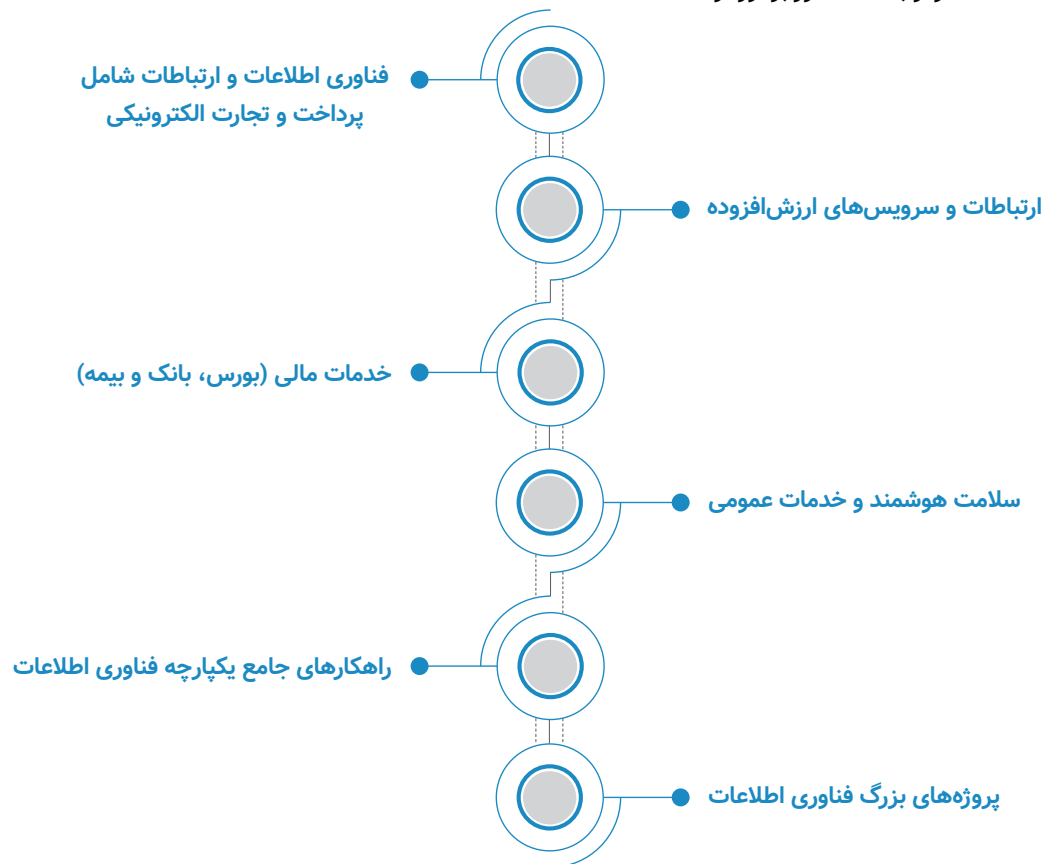 فناوری اطلاعات و ارتباطات شامل
پرداخت و تجارت الکترونیکی
ارتباطات و سرویس‌های ارزش‌افزوده
خدمات مالی (بورس، بانک و بیمه)
سلامت هوشمند و خدمات عمومی
راهکارهای جامع یکپارچه فناوری اطلاعات
پروژه‌های بزرگ فناوری اطلاعات